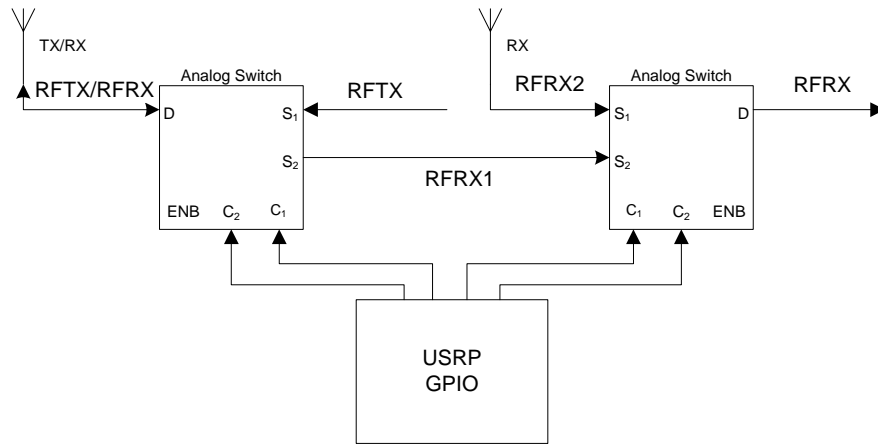 TX/RX
RX
RFTX/RFRX
Analog Switch
RFTX
RFRX2
Analog Switch
RFRX
D
S1
S1
D
S2
S2
RFRX1
ENB
C2
C1
C1
C2
ENB
USRP
GPIO